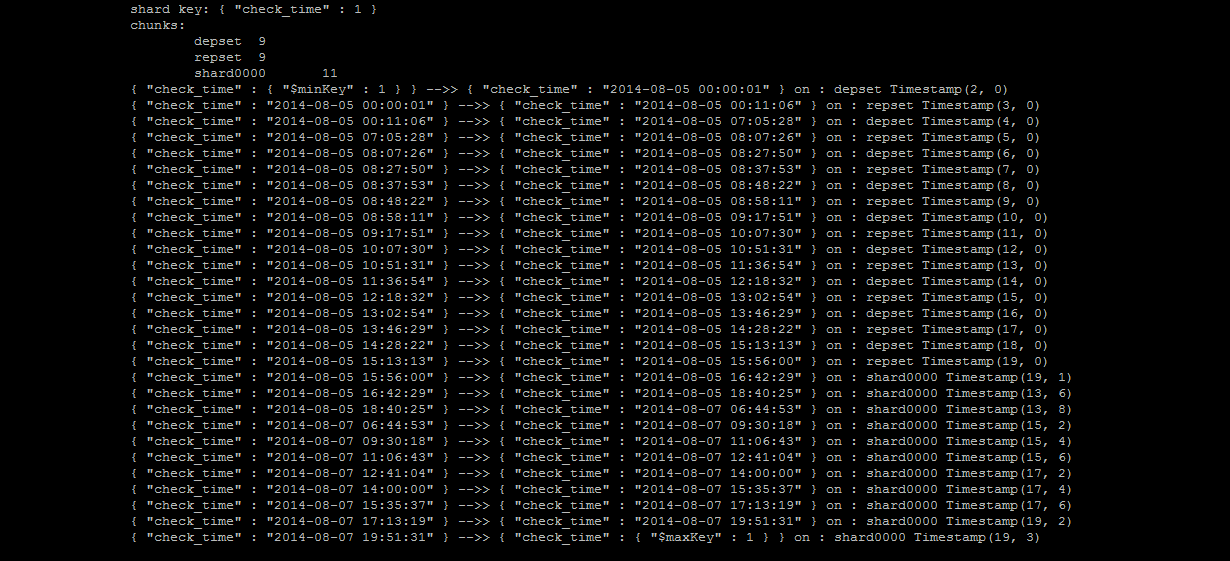 shard key: { "check_time" : 1 }
chunks:
depset 9
repset 9
shard0000 11
{ "check_time" : { "$minKey" : 1 } } -->> { "check_time" : "2014-08-05 00:00:01" } on : depset Timestamp(2, 0)
{ "check_time" : "2014-08-05 00:00:01" } -->> { "check_time" : "2014-08-05 00:11:06" } on : repset Timestamp(3, 0)
{ "check_time" : "2014-08-05 00:11:06" } -->> { "check_time" : "2014-08-05 07:05:28" } on : depset Timestamp(4, 0)
{ "check_time" : "2014-08-05 07:05:28" } -->> { "check_time" : "2014-08-05 08:07:26" } on : repset Timestamp(5, 0)
{ "check_time" : "2014-08-05 08:07:26" } -->> { "check_time" : "2014-08-05 08:27:50" } on : depset Timestamp(6, 0)
{ "check_time" : "2014-08-05 08:27:50" } -->> { "check_time" : "2014-08-05 08:37:53" } on : repset Timestamp(7, 0)
{ "check_time" : "2014-08-05 08:37:53" } -->> { "check_time" : "2014-08-05 08:48:22" } on : depset Timestamp(8, 0)
{ "check_time" : "2014-08-05 08:48:22" } -->> { "check_time" : "2014-08-05 08:58:11" } on : repset Timestamp(9, 0)
{ "check_time" : "2014-08-05 08:58:11" } -->> { "check_time" : "2014-08-05 09:17:51" } on : depset Timestamp(10, 0)
{ "check_time" : "2014-08-05 09:17:51" } -->> { "check_time" : "2014-08-05 10:07:30" } on : repset Timestamp(11, 0)
{ "check_time" : "2014-08-05 10:07:30" } -->> { "check_time" : "2014-08-05 10:51:31" } on : depset Timestamp(12, 0)
{ "check_time" : "2014-08-05 10:51:31" } -->> { "check_time" : "2014-08-05 11:36:54" } on : repset Timestamp(13, 0)
{ "check_time" : "2014-08-05 11:36:54" } -->> { "check_time" : "2014-08-05 12:18:32" } on : depset Timestamp(14, 0)
{ "check_time" : "2014-08-05 12:18:32" } -->> { "check_time" : "2014-08-05 13:02:54" } on : repset Timestamp(15, 0)
{ "check_time" : "2014-08-05 13:02:54" } -->> { "check_time" : "2014-08-05 13:46:29" } on : depset Timestamp(16, 0)
{ "check_time" : "2014-08-05 13:46:29" } -->> { "check_time" : "2014-08-05 14:28:22" } on : repset Timestamp(17, 0)
{ "check_time" : "2014-08-05 14:28:22" } -->> { "check_time" : "2014-08-05 15:13:13" } on : depset Timestamp(18, 0)
{ "check_time" : "2014-08-05 15:13:13" } -->> { "check_time" : "2014-08-05 15:56:00" } on : repset Timestamp(19, 0)
{ "check_time" : "2014-08-05 15:56:00" } -->> { "check_time" : "2014-08-05 16:42:29" } on : shard0000 Timestamp(19, 1)
{ "check_time" : "2014-08-05 16:42:29" } -->> { "check_time" : "2014-08-05 18:40:25" } on : shard0000 Timestamp(13, 6)
{ "check_time" : "2014-08-05 18:40:25" } -->> { "check_time" : "2014-08-07 06:44:53" } on : shard0000 Timestamp(13, 8)
{ "check_time" : "2014-08-07 06:44:53" } -->> { "check_time" : "2014-08-07 09:30:18" } on : shard0000 Timestamp(15, 2)
{ "check_time" : "2014-08-07 09:30:18" } -->> { "check_time" : "2014-08-07 11:06:43" } on : shard0000 Timestamp(15, 4)
{ "check_time" : "2014-08-07 11:06:43" } -->> { "check_time" : "2014-08-07 12:41:04" } on : shard0000 Timestamp(15, 6)
{ "check_time" : "2014-08-07 12:41:04" } -->> { "check_time" : "2014-08-07 14:00:00" } on : shard0000 Timestamp(17, 2)
{ "check_time" : "2014-08-07 14:00:00" } -->> { "check_time" : "2014-08-07 15:35:37" } on : shard0000 Timestamp(17, 4)
{ "check_time" : "2014-08-07 15:35:37" } -->> { "check_time" : "2014-08-07 17:13:19" } on : shard0000 Timestamp(17, 6)
{ "check_time" : "2014-08-07 17:13:19" } -->> { "check_time" : "2014-08-07 19:51:31" } on : shard0000 Timestamp(19, 2)
{ "check_time" : "2014-08-07 19:51:31" } -->> { "check_time" : { "$maxKey" : 1 } } on : shard0000 Timestamp(19, 3)